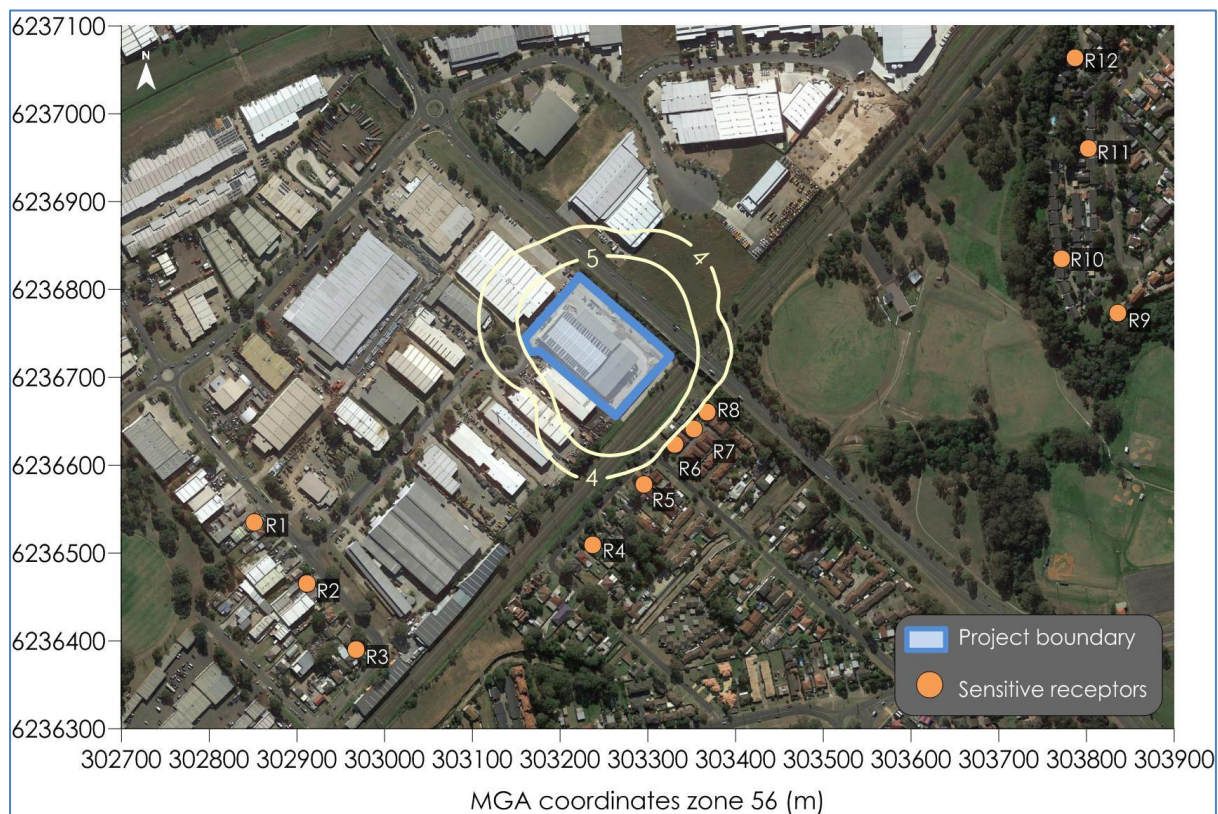 6237100
6237000
6236900
6236800
6236700
6236600
6236500
6236400
6236300
N
R12
R11
R10
R9
4
5
R8
R7
R6
4
R5
R4
R1
R2
R3
Project boundary
Sensitive receptors
302700 302800 302900 303000 303100 303200 303300 303400 303500 303600 303700 303800 303900
MGA coordinates zone 56 (m)